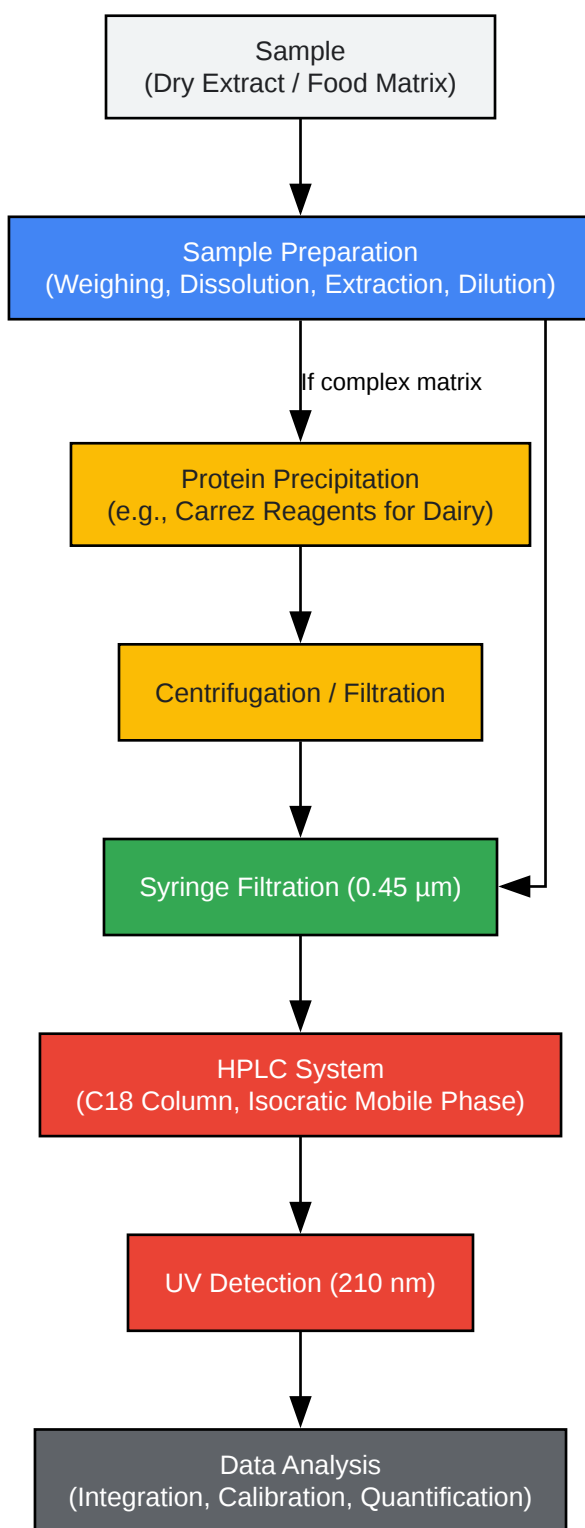 Sample
(Dry Extract / Food Matrix)
Sample Preparation
(Weighing, Dissolution, Extraction, Dilution)
If complex matrix
Protein Precipitation
(e.g., Carrez Reagents for Dairy)
Centrifugation / Filtration
Syringe Filtration (0.45 µm)
HPLC System
(C18 Column, Isocratic Mobile Phase)
UV Detection (210 nm)
Data Analysis
(Integration, Calibration, Quantification)